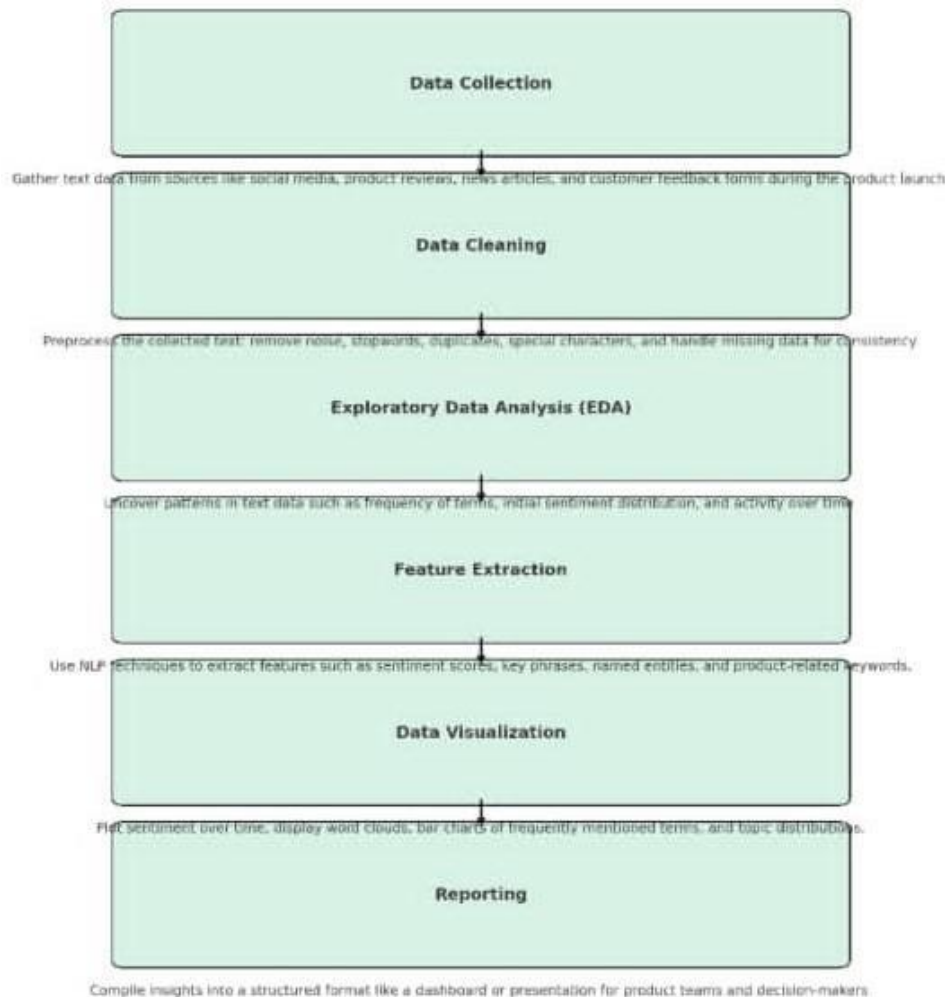 Data Collection
Gather text data from sources like social media, product reviews, news articles, and customer feedback forms during the product launch
Data Cleaning
Preprocess the collected text: remove noise, stopwords, duplicates, special characters, and handle missing data for consistency
Exploratory Data Analysis (EDA)
Uncover patterns in text data such as frequency of terms, initial sentiment distribution, and activity over time
Feature Extraction
Use NLP techniques to extract features such as sentiment scores, key phrases, named entities, and product-related keywords.
Data Visualization
Plot sentiment over time, display word clouds, bar charts of frequently mentioned terms, and topic distributions.
Reporting
Compile insights into a structured format like a dashboard or presentation for product teams and decision-makers